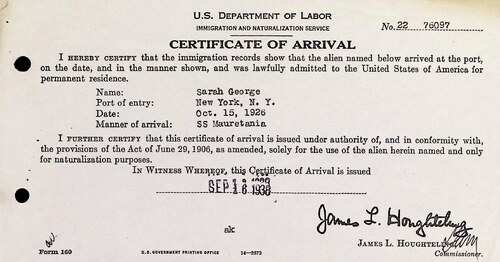 U.S. DEPARTMENT OF LABOR
IMMIGRATION AND NATURALIZATION SERVICE
No. 22 76097
CERTIFICATE OF ARRIVAL
I HEREBY CERTIFY that the immigration records show that the alien named below arrived at the port,
on the date, and in the manner shown, and was lawfully admitted to the United States of America for
permanent residence.
Name: Sarah George
Port of entry: New York, N. Y.
Date: Oct. 15, 1926
Manner of arrival: SS Mauretania
I FURTHER CERTIFY that this certificate of arrival is issued under authority of, and in conformity with,
the provisions of the Act of June 29, 1906, as amended, solely for the use of the alien herein named and only
for naturalization purposes.
IN WITNESS WHEREOF, this Certificate of Arrival is issued
SEP 16 1938
James L. Houghteling
ak
JAMES L. HOUGHTELING
Commissioner.
Form 160
U.S. GOVERNMENT PRINTING OFFICE 14—2573